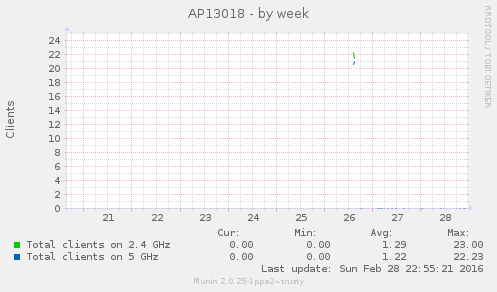 AP13018 - by week
RRDTOOL / TOBI OETIKER
Clients
24
22
20
18
16
14
12
10
8
6
4
2
0
21 22 23 24 25 26 27 28
Cur: Min: Avg: Max:
Total clients on 2.4 GHz 0.00 0.00 1.29 23.00
Total clients on 5 GHz 0.00 0.00 1.22 22.23
Last update: Sun Feb 28 22:55:21 2016
Munin 2.0.25-1ppa2~trusty